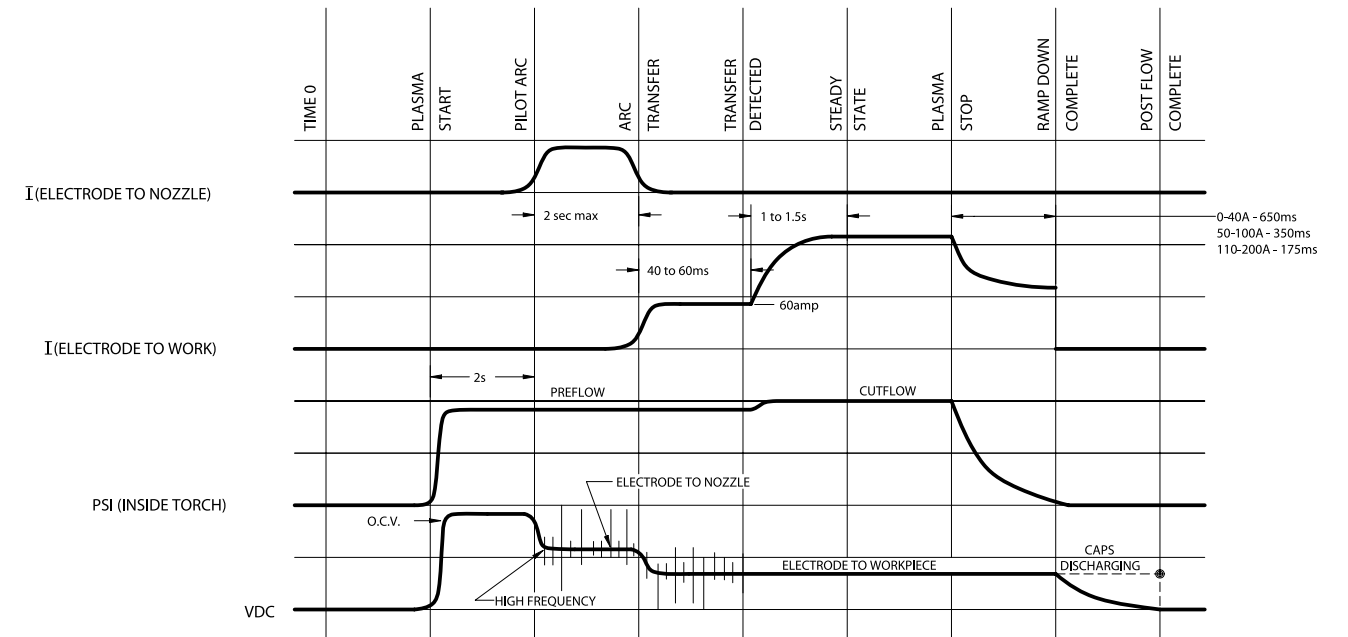 TIME 0
PLASMA
START
PILOT ARC
ARC
TRANSFER
TRANSFER
DETECTED
STEADY
STATE
PLASMA
STOP
RAMP DOWN
COMPLETE
POST FLOW
COMPLETE
I (ELECTRODE TO NOZZLE)
2 sec max
1 to 1.5s
0-40A - 650ms
50-100A - 350ms
110-200A - 175ms
40 to 60ms
60amp
I (ELECTRODE TO WORK)
2s
PREFLOW
CUTFLOW
ELECTRODE TO NOZZLE
PSI (INSIDE TORCH)
O.C.V.
CAPS
DISCHARGING
ELECTRODE TO WORKPIECE
HIGH FREQUENCY
VDC